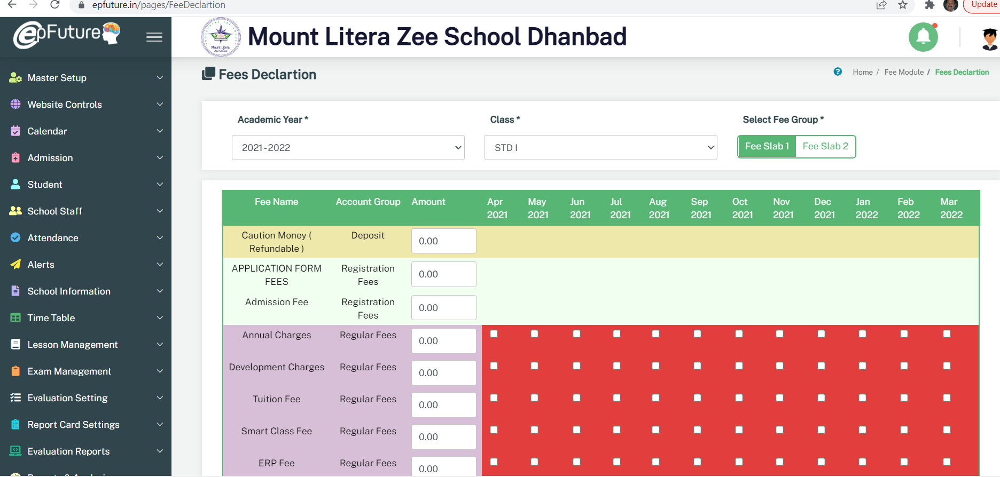 epfuture.in/pages/FeeDeclartion
Update
epFuture
Mount Litera
Zee School
Mount Litera Zee School Dhanbad
Master Setup
Website Controls
Calendar
Admission
Student
School Staff
Attendance
Alerts
School Information
Time Table
Lesson Management
Exam Management
Evaluation Setting
Report Card Settings
Evaluation Reports
Fees Declartion
? Home / Fee Module / Fees Declartion
Academic Year * Class * Select Fee Group *
2021-2022 STD I Fee Slab 1 Fee Slab 2
Fee Name Account Group Amount Apr May Jun Jul Aug Sep Oct Nov Dec Jan Feb Mar
2021 2021 2021 2021 2021 2021 2021 2021 2021 2022 2022 2022
Caution Money ( Deposit 0.00
Refundable )
APPLICATION FORM Registration 0.00
FEES Fees
Admission Fee Registration 0.00
Fees
Annual Charges Regular Fees 0.00
Development Charges Regular Fees 0.00
Tuition Fee Regular Fees 0.00
Smart Class Fee Regular Fees 0.00
ERP Fee Regular Fees 0.00